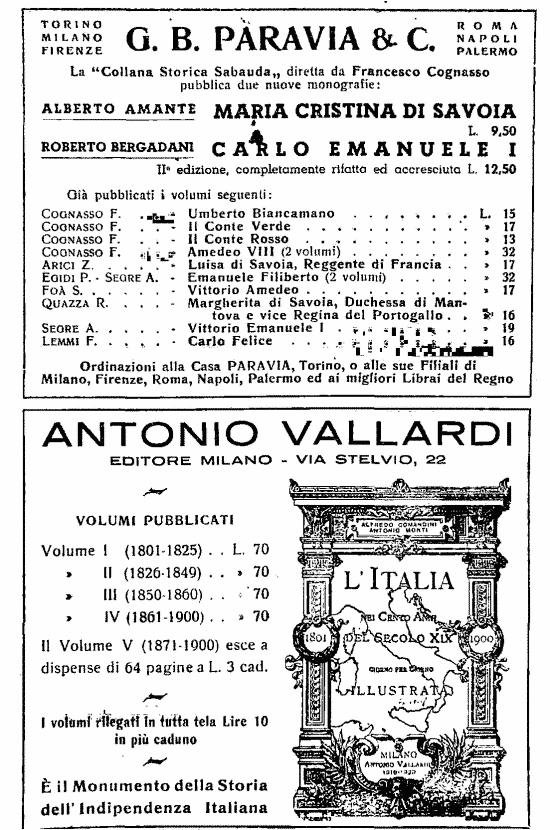 TORINO
MILANO
FIRENZE
G. B. PARAVIA & C.
ROMA
NAPOLI
PALERMO
La “Collana Storica Sabauda„ diretta da Francesco Cognasso
pubblica due nuove monografie:
ALBERTO AMANTE MARIA CRISTINA DI SAVOIA
L. 9,50
ROBERTO BERGADANI CARLO EMANUELE I
IIª edizione, completamente rifatta ed accresciuta L. 12,50
Già pubblicati i volumi seguenti:
COGNASSO F. - Umberto Biancamano . . . . . . . L. 15
COGNASSO F. . . . - Il Conte Verde . . . . . . . . . » 17
COGNASSO F. . . . - Il Conte Rosso . . . . . . . . . » 13
COGNASSO F. - Amedeo VIII (2 volumi) . . . . . . . » 32
ARICI Z. . . . . . - Luisa di Savoia, Reggente di Francia . . . » 17
EGIDI P. - SEGRE A. - Emanuele Filiberto (2 volumi) . . . . . » 32
FOÀ S. . . . . . . - Vittorio Amedeo . . . . . . . . » 17
QUAZZA R. . . . . - Margherita di Savoia, Duchessa di Man-
tova e vice Regina del Portogallo . . » 16
SEGRE A. . . . . . - Vittorio Emanuele I . » 19
LEMMI F. . . . . . - Carlo Felice . . . » 16
Ordinazioni alla Casa PARAVIA, Torino, o alle sue Filiali di
Milano, Firenze, Roma, Napoli, Palermo ed ai migliori Librai del Regno
ANTONIO VALLARDI
EDITORE MILANO - VIA STELVIO, 22
VOLUMI PUBBLICATI
Volume I (1801-1825) . . L. 70
» II (1826-1849) . . » 70
» III (1850-1860) . . » 70
» IV (1861-1900) . . » 70
Il Volume V (1871-1900) esce a
dispense di 64 pagine a L. 3 cad.
I volumi rilegati in tutta tela Lire 10
in più caduno
È il Monumento della Storia
dell' Indipendenza Italiana
ALFREDO COMANDINI
ANTONIO MONTI
L'ITALIA
NEI CENTO ANNI
1801 DEL SECOLO XIX 1900
GIORNO PER GIORNO
ILLUSTRATA
MILANO
ANTONIO VALLARDI